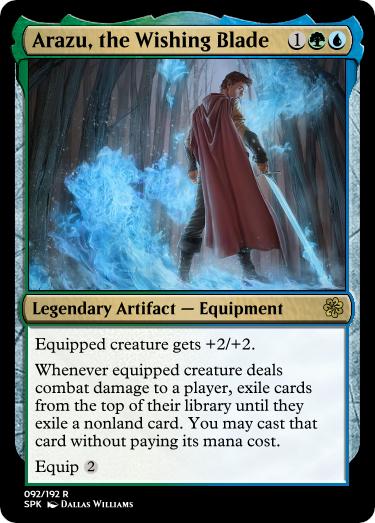 Arazu, the Wishing Blade 1
Legendary Artifact — Equipment
Equipped creature gets +2/+2.
Whenever equipped creature deals
combat damage to a player, exile cards
from the top of their library until they
exile a nonland card. You may cast that
card without paying its mana cost.
Equip 2
092/192 R
SPK Dallas Williams